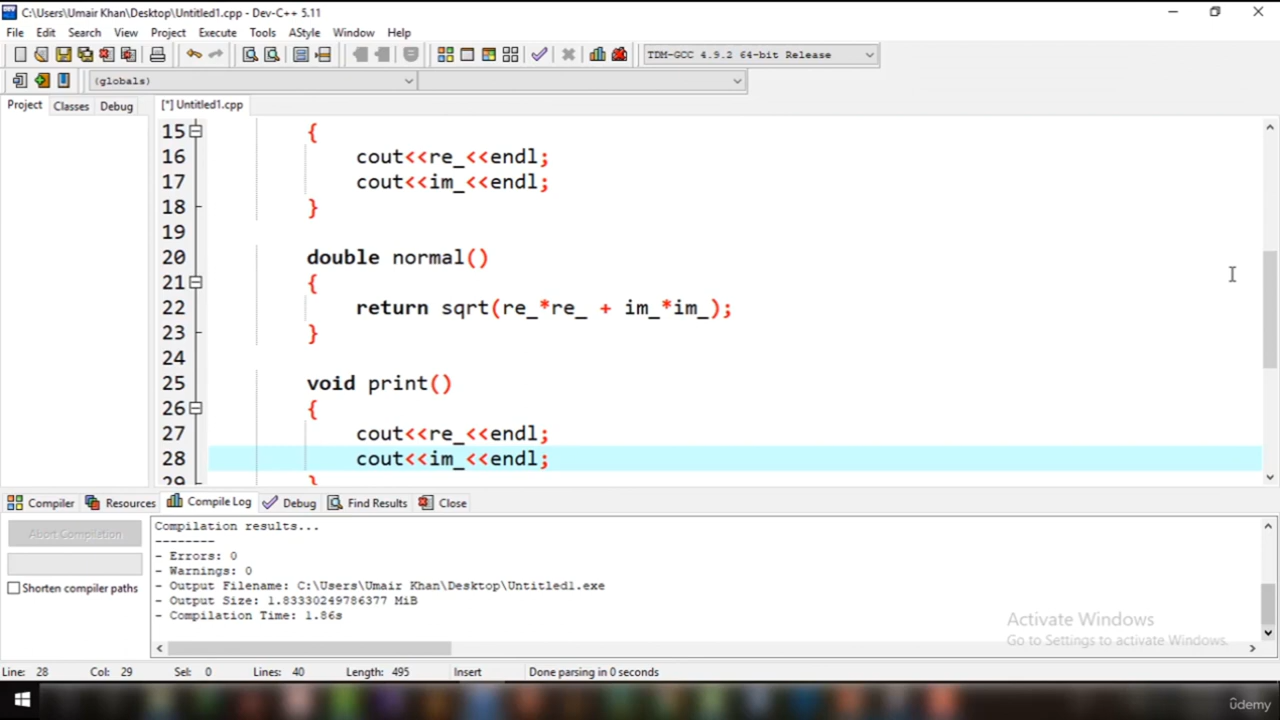 C:\Users\Umair Khan\Desktop\Untitled1.cpp - Dev-C++ 5.11
File Edit Search View Project Execute Tools AStyle Window Help
TDM-GCC 4.9.2 64-bit Release
(globals)
Project Classes Debug [*] Untitled1.cpp
15 {
16 cout<<re_<<endl;
17 cout<<im_<<endl;
18 }
19
20 double normal()
21 {
22 return sqrt(re_*re_ + im_*im_);
23 }
24
25 void print()
26 {
27 cout<<re_<<endl;
28 cout<<im_<<endl;
29 }
Compiler Resources Compile Log Debug Find Results Close
Abort Compilation
Shorten compiler paths
Compilation results...
--------
- Errors: 0
- Warnings: 0
- Output Filename: C:\Users\Umair Khan\Desktop\Untitled1.exe
- Output Size: 1.83330249786377 MiB
- Compilation Time: 1.86s
Activate Windows
Go to Settings to activate Windows.
Line: 28 Col: 29 Sel: 0 Lines: 40 Length: 495 Insert Done parsing in 0 seconds
ûdemy